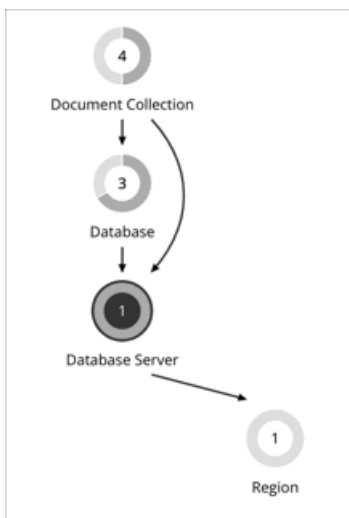 4
Document Collection
3
Database
1
Database Server
1
Region